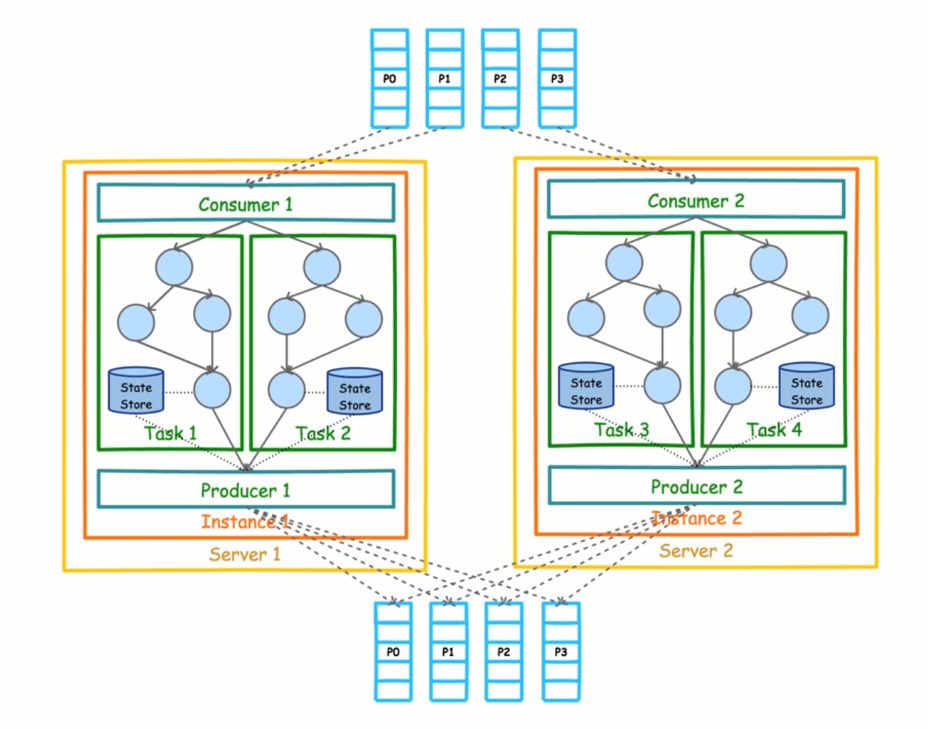 P0
P1
P2
P3
Consumer 1
Consumer 2
State
Store
Task 1
State
Store
Task 2
State
Store
Task 3
State
Store
Task 4
Producer 1
Producer 2
Instance 1
Instance 2
Server 1
Server 2
P0
P1
P2
P3